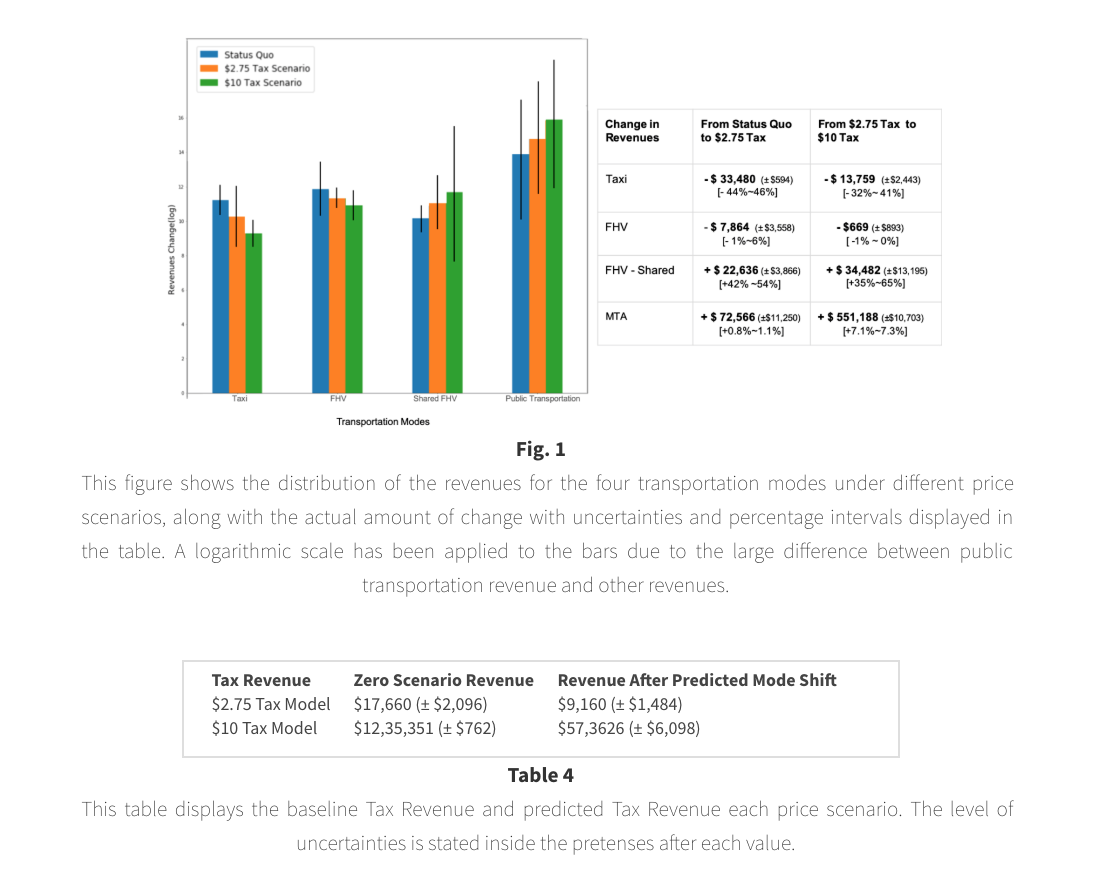 Status Quo
$2.75 Tax Scenario
$10 Tax Scenario
16
14
12
10
8
6
4
2
0
Revenues Change(log)
Taxi FHV Shared FHV Public Transportation
Transportation Modes
Change in Revenues From Status Quo to $2.75 Tax From $2.75 Tax to $10 Tax
Taxi - $ 33,480 (±$594) - $ 13,759 (±$2,443)
[- 44%~46%] [- 32%~ 41%]
FHV - $ 7,864 (±$3,558) - $669 (±$893)
[- 1%~6%] [ -1% ~ 0%]
FHV - Shared + $ 22,636 (±$3,866) + $ 34,482 (±$13,195)
[+42% ~54%] [+35%~65%]
MTA + $ 72,566 (±$11,250) + $ 551,188 (±$10,703)
[+0.8%~1.1%] [+7.1%~7.3%]
Fig. 1
This figure shows the distribution of the revenues for the four transportation modes under different price
scenarios, along with the actual amount of change with uncertainties and percentage intervals displayed in
the table. A logarithmic scale has been applied to the bars due to the large difference between public
transportation revenue and other revenues.
Tax Revenue Zero Scenario Revenue Revenue After Predicted Mode Shift
$2.75 Tax Model $17,660 (± $2,096) $9,160 (± $1,484)
$10 Tax Model $12,35,351 (± $762) $57,3626 (± $6,098)
Table 4
This table displays the baseline Tax Revenue and predicted Tax Revenue each price scenario. The level of
uncertainties is stated inside the pretenses after each value.